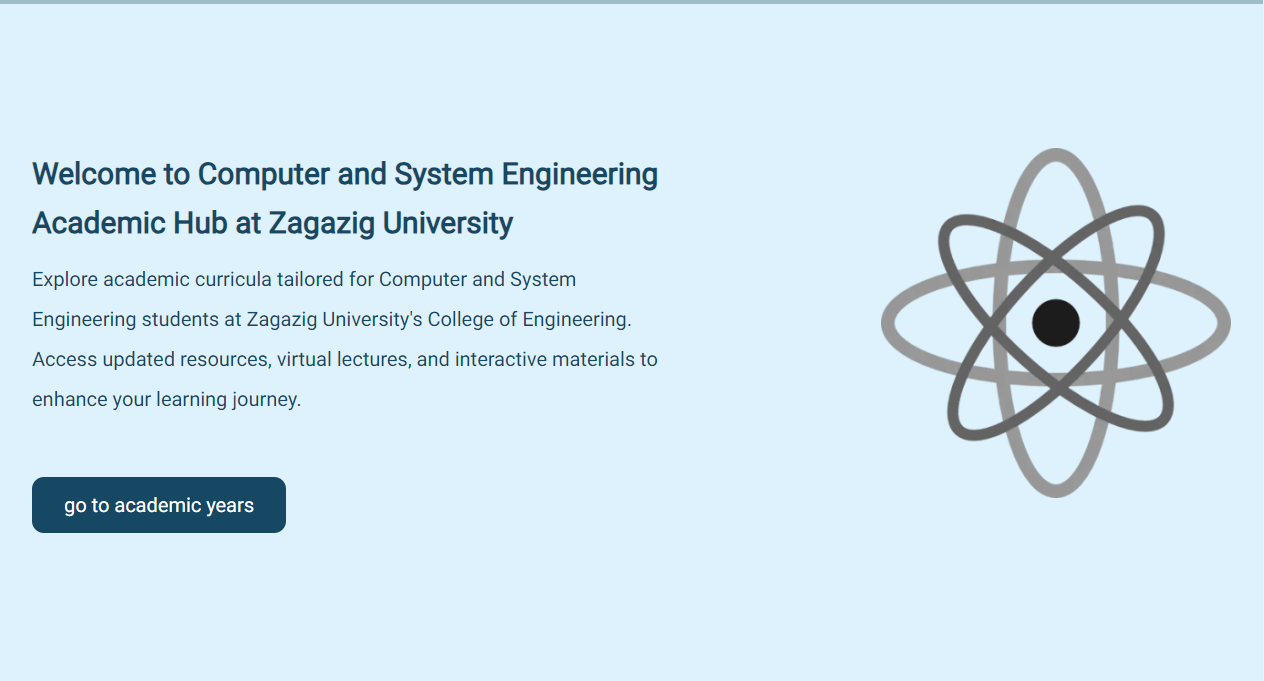 Welcome to Computer and System Engineering
Academic Hub at Zagazig University
Explore academic curricula tailored for Computer and System
Engineering students at Zagazig University's College of Engineering.
Access updated resources, virtual lectures, and interactive materials to
enhance your learning journey.
go to academic years